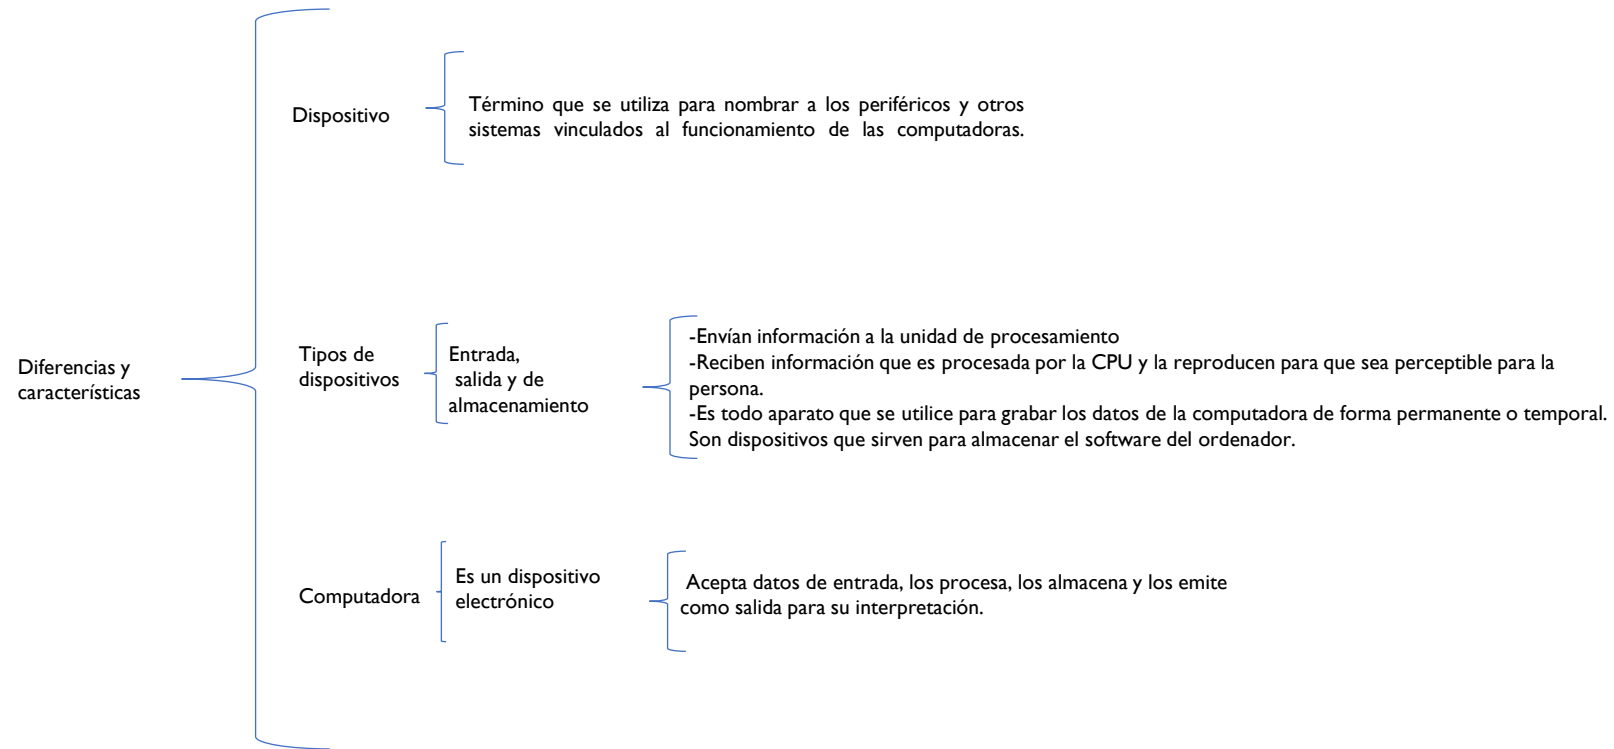 Dispositivo
Término que se utiliza para nombrar a los periféricos y otros
sistemas vinculados al funcionamiento de las computadoras.
Diferencias y
características
Tipos de
dispositivos
Entrada,
salida y de
almacenamiento
-Envían información a la unidad de procesamiento
-Reciben información que es procesada por la CPU y la reproducen para que sea perceptible para la
persona.
-Es todo aparato que se utilice para grabar los datos de la computadora de forma permanente o temporal.
Son dispositivos que sirven para almacenar el software del ordenador.
Computadora
Es un dispositivo
electrónico
Acepta datos de entrada, los procesa, los almacena y los emite
como salida para su interpretación.